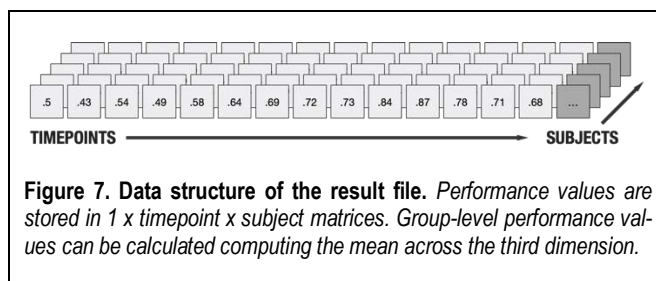 .5 .43 .54 .49 .58 .64 .69 .72 .73 .84 .87 .78 .71 .68 ...
TIMEPOINTS SUBJECTS
Figure 7. Data structure of the result file. Performance values are
stored in 1 x timepoint x subject matrices. Group-level performance val-
ues can be calculated computing the mean across the third dimension.